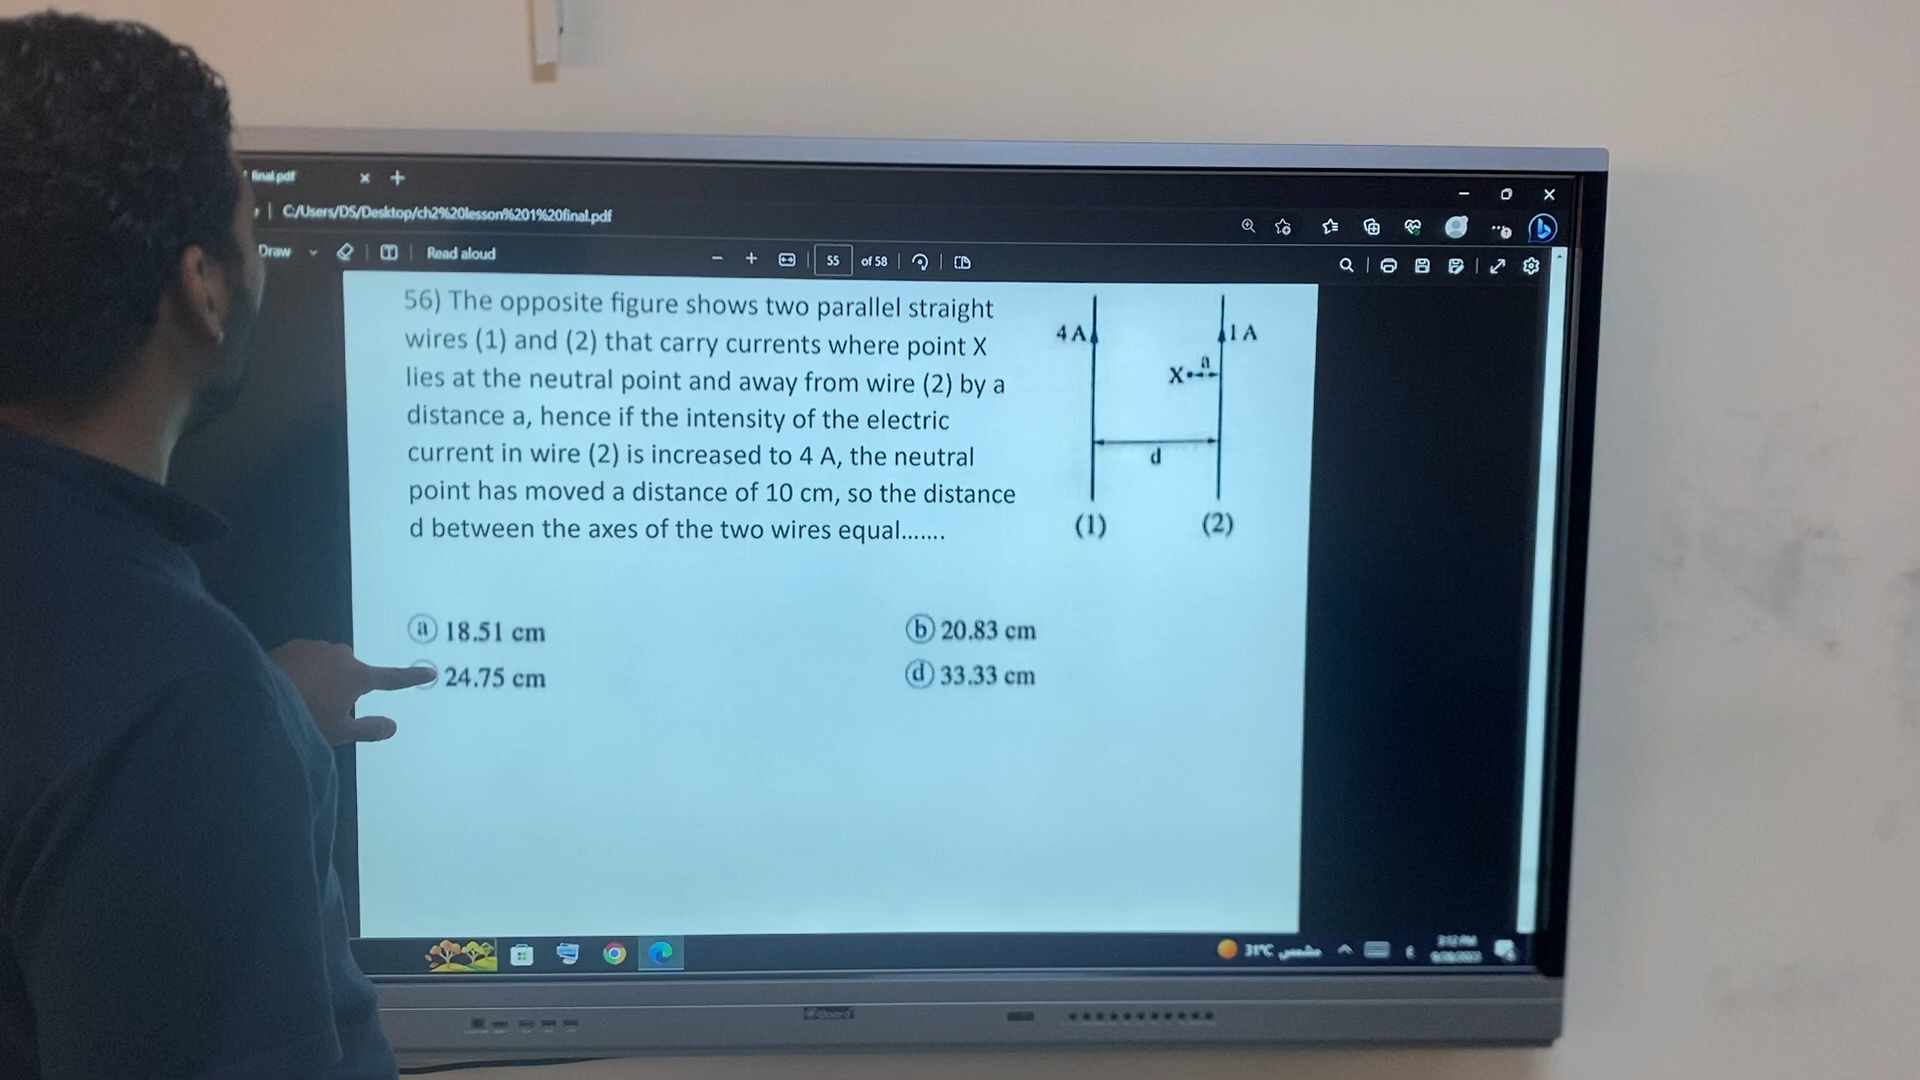 final.pdf
C:/Users/DS/Desktop/ch2%20lesson%201%20final.pdf
Draw
Read aloud
55
of 58
56) The opposite figure shows two parallel straight
wires (1) and (2) that carry currents where point X
lies at the neutral point and away from wire (2) by a
distance a, hence if the intensity of the electric
current in wire (2) is increased to 4 A, the neutral
point has moved a distance of 10 cm, so the distance
d between the axes of the two wires equal.......
4 A
1 A
X
a
d
(1)
(2)
a 18.51 cm
b 20.83 cm
24.75 cm
d 33.33 cm
31°C مشمس